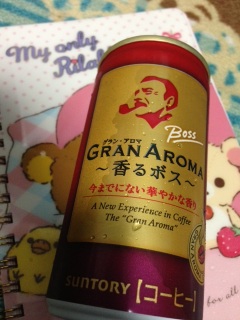 My only
Rila
Boss
グラン・アロマ
GRAN AROMA
～香るボス～
今までにない華やかな香り
A New Experience in Coffee
The "Gran Aroma"
SUNTORY【コーヒー】
for all